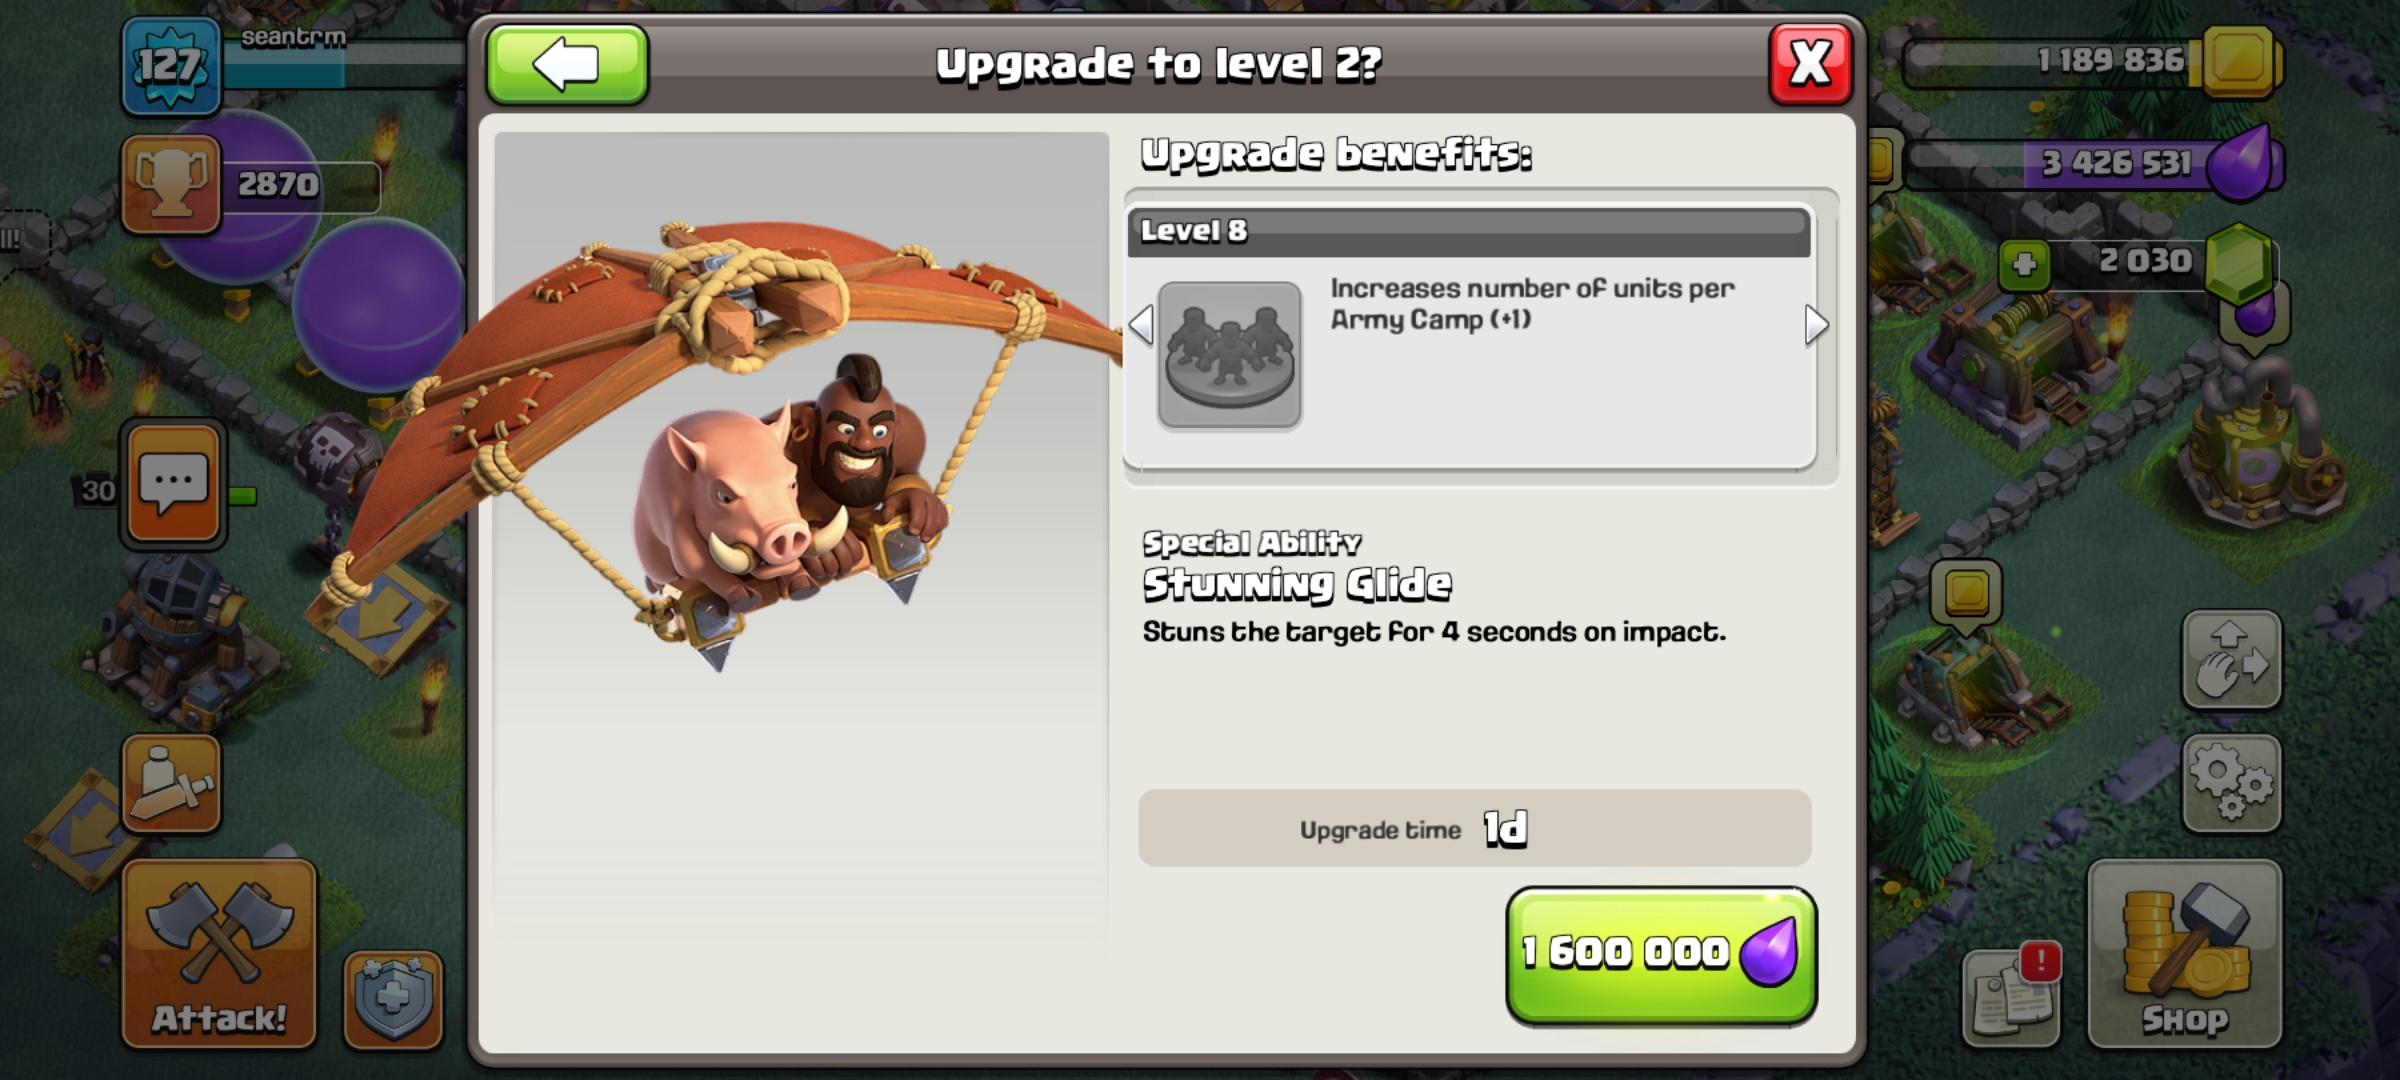 seantrm
127
2870
ll!
30
Attack!
Upgrade to level 2?
X
Upgrade benefits:
Level 8
Increases number of units per
Army Camp (+1)
Special Ability
Stunning Glide
Stuns the target for 4 seconds on impact.
Upgrade time 1d
1 600 000
1 189 836
3 426 531
2 030
!
Shop